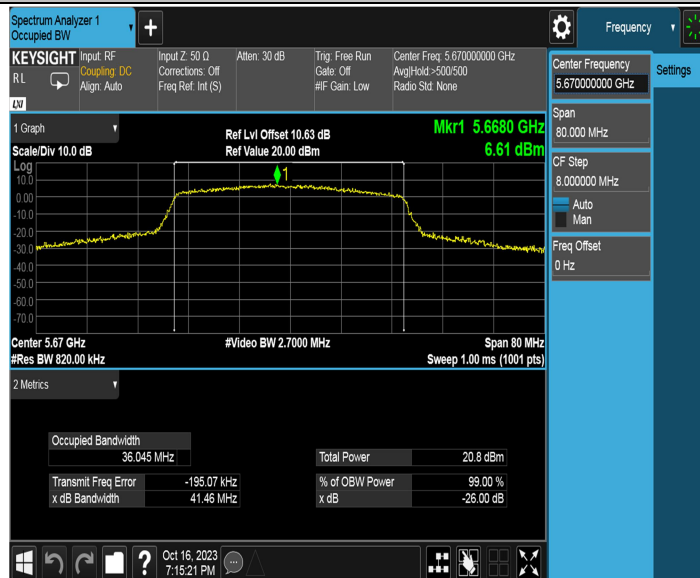 Spectrum Analyzer 1
Occupied BW
+
Frequency
KEYSIGHT
RL
LXI
Input: RF
Coupling: DC
Align: Auto
Input Z: 50 Ω
Corrections: Off
Freq Ref: Int (S)
Atten: 30 dB
Trig: Free Run
Gate: Off
#IF Gain: Low
Center Freq: 5.670000000 GHz
Avg|Hold:>500/500
Radio Std: None
Center Frequency
5.670000000 GHz
Settings
Span
80.000 MHz
CF Step
8.000000 MHz
Auto
Man
Freq Offset
0 Hz
1 Graph
Scale/Div 10.0 dB
Ref Lvl Offset 10.63 dB
Ref Value 20.00 dBm
Mkr1 5.6680 GHz
6.61 dBm
Log
1
10.0
0.00
-10.0
-20.0
-30.0
-40.0
-50.0
-60.0
-70.0
Center 5.67 GHz
#Video BW 2.7000 MHz
Span 80 MHz
#Res BW 820.00 kHz
Sweep 1.00 ms (1001 pts)
2 Metrics
Occupied Bandwidth
36.045 MHz
Total Power 20.8 dBm
Transmit Freq Error -195.07 kHz
% of OBW Power 99.00 %
x dB Bandwidth 41.46 MHz
x dB -26.00 dB
?
Oct 16, 2023
7:15:21 PM